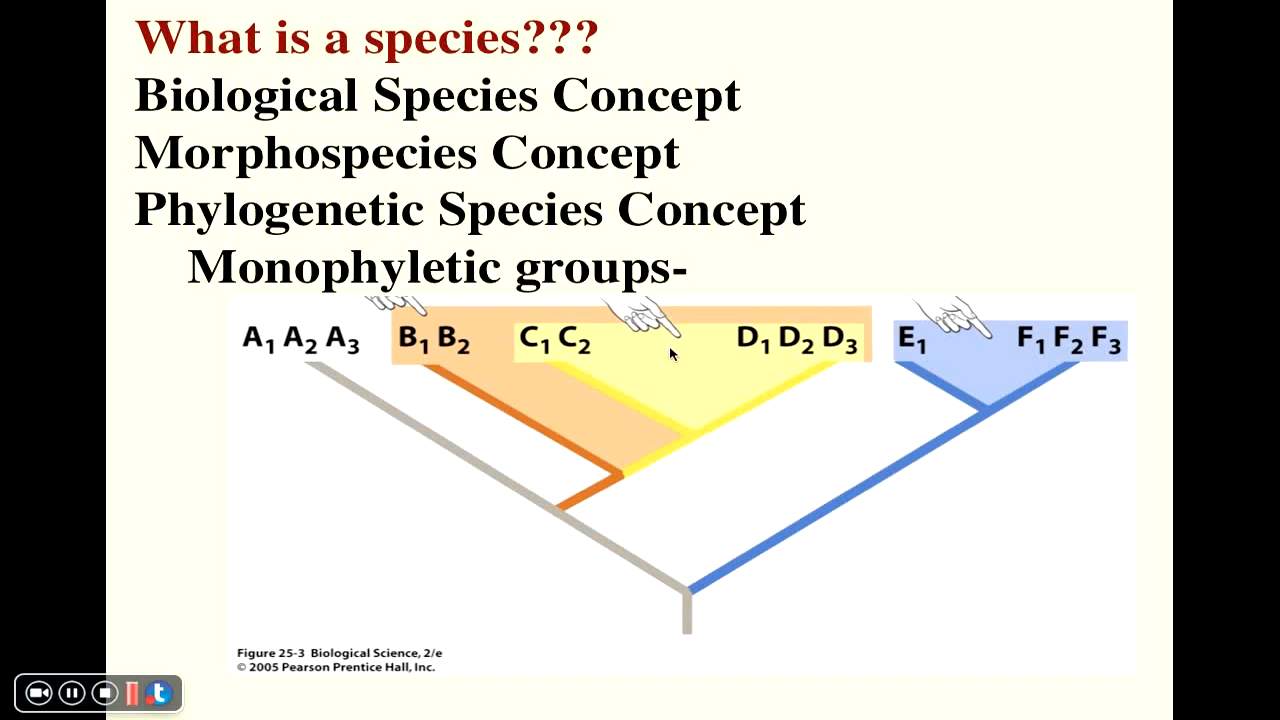 What is a species???
Biological Species Concept
Morphospecies Concept
Phylogenetic Species Concept
Monophyletic groups-
A₁ A₂ A₃ B₁ B₂ C₁ C₂ D₁ D₂ D₃ E₁ F₁ F₂ F₃
Figure 25-3 Biological Science, 2/e
© 2005 Pearson Prentice Hall, Inc.
t